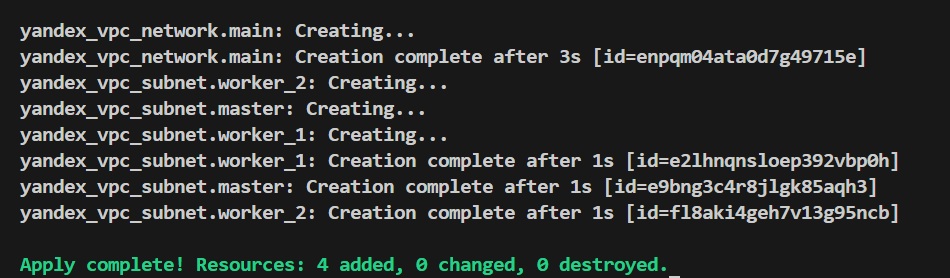 yandex_vpc_network.main: Creating...
yandex_vpc_network.main: Creation complete after 3s [id=enpqm04ata0d7g49715e]
yandex_vpc_subnet.worker_2: Creating...
yandex_vpc_subnet.master: Creating...
yandex_vpc_subnet.worker_1: Creating...
yandex_vpc_subnet.worker_1: Creation complete after 1s [id=e2lhnqnsloep392vbp0h]
yandex_vpc_subnet.master: Creation complete after 1s [id=e9bng3c4r8jlgk85aqh3]
yandex_vpc_subnet.worker_2: Creation complete after 1s [id=fl8aki4geh7v13g95ncb]
Apply complete! Resources: 4 added, 0 changed, 0 destroyed.